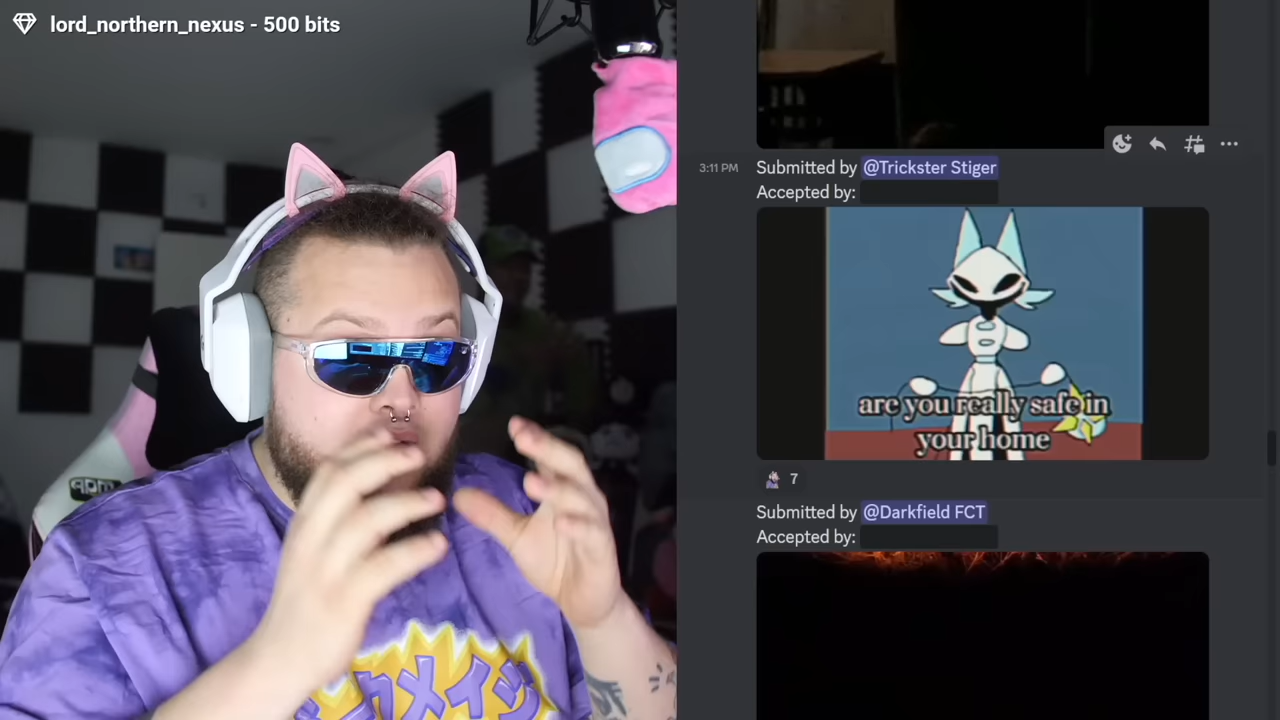 lord_northern_nexus - 500 bits
3:11 PM
Submitted by @Trickster Stiger
Accepted by:
are you really safe in
your home
7
Submitted by @Darkfield FCT
Accepted by: